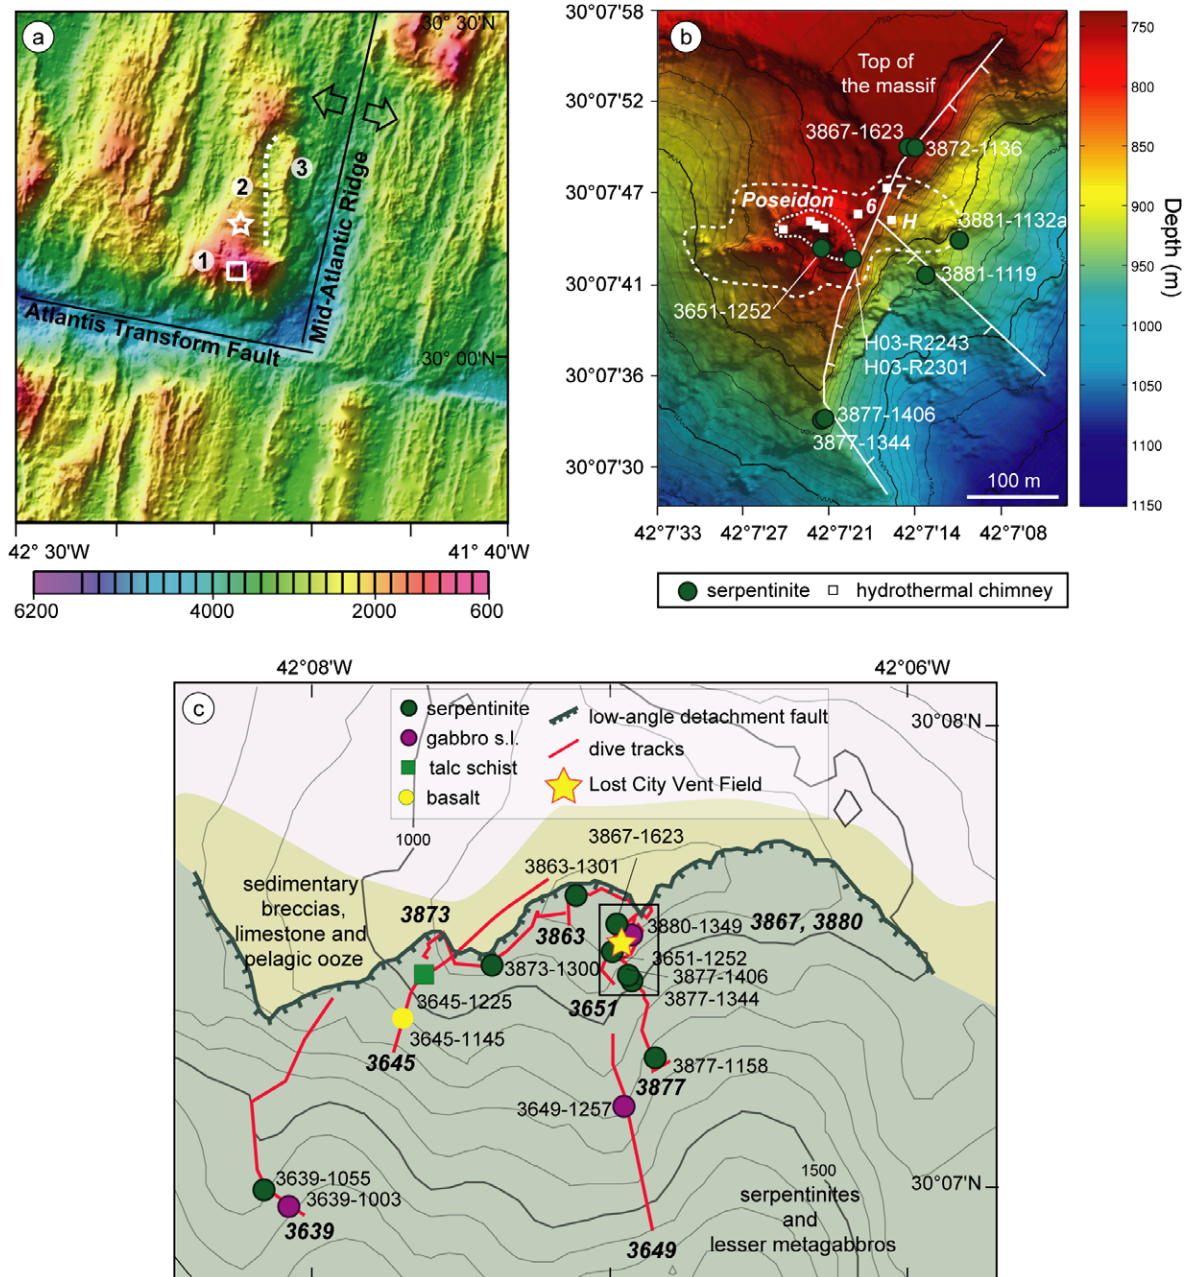 a
30° 30'N
1
2
3
Mid-Atlantic Ridge
Atlantis Transform Fault
30° 00'N
42° 30'W
41° 40'W
6200
4000
2000
600
b
30°07'58
30°07'52
30°07'47
30°07'41
30°07'36
30°07'30
Top of
the massif
3867-1623
3872-1136
Poseidon
6
7
H
3881-1132a
3881-1119
3651-1252
H03-R2243
H03-R2301
3877-1406
3877-1344
100 m
42°7'33
42°7'27
42°7'21
42°7'14
42°7'08
750
800
850
900
950
1000
1050
1100
1150
Depth (m)
serpentinite
hydrothermal chimney
42°08'W
42°06'W
c
serpentinite
gabbro s.l.
talc schist
basalt
low-angle detachment fault
dive tracks
Lost City Vent Field
30°08'N
1000
3867-1623
3863-1301
sedimentary
breccias,
limestone and
pelagic ooze
3873
3863
3880-1349
3867, 3880
3651-1252
3873-1300
3877-1406
3877-1344
3645-1225
3651
3645-1145
3645
3877-1158
3877
3649-1257
3639-1055
3639-1003
3639
1500
30°07'N
serpentinites
and
lesser metagabbros
3649